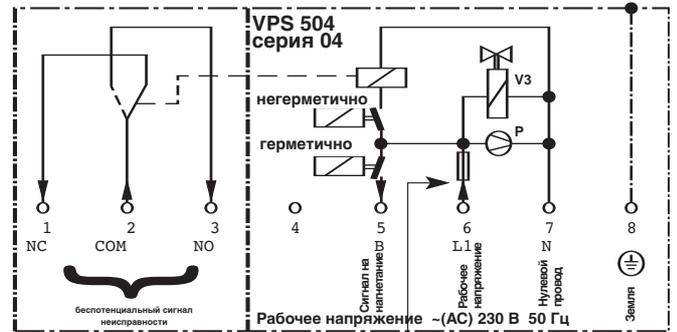 VPS 504
серия 04
V3
негерметично
P
герметично
1 2 3 4 5 6 7 8
NC COM NO B L1 N
Сигнал на
нагнетание
Рабочее
напряжение
Нулевой
провод
Земля
беспотенциальный сигнал
неисправности
Рабочее напряжение ~(AC) 230 В 50 Гц